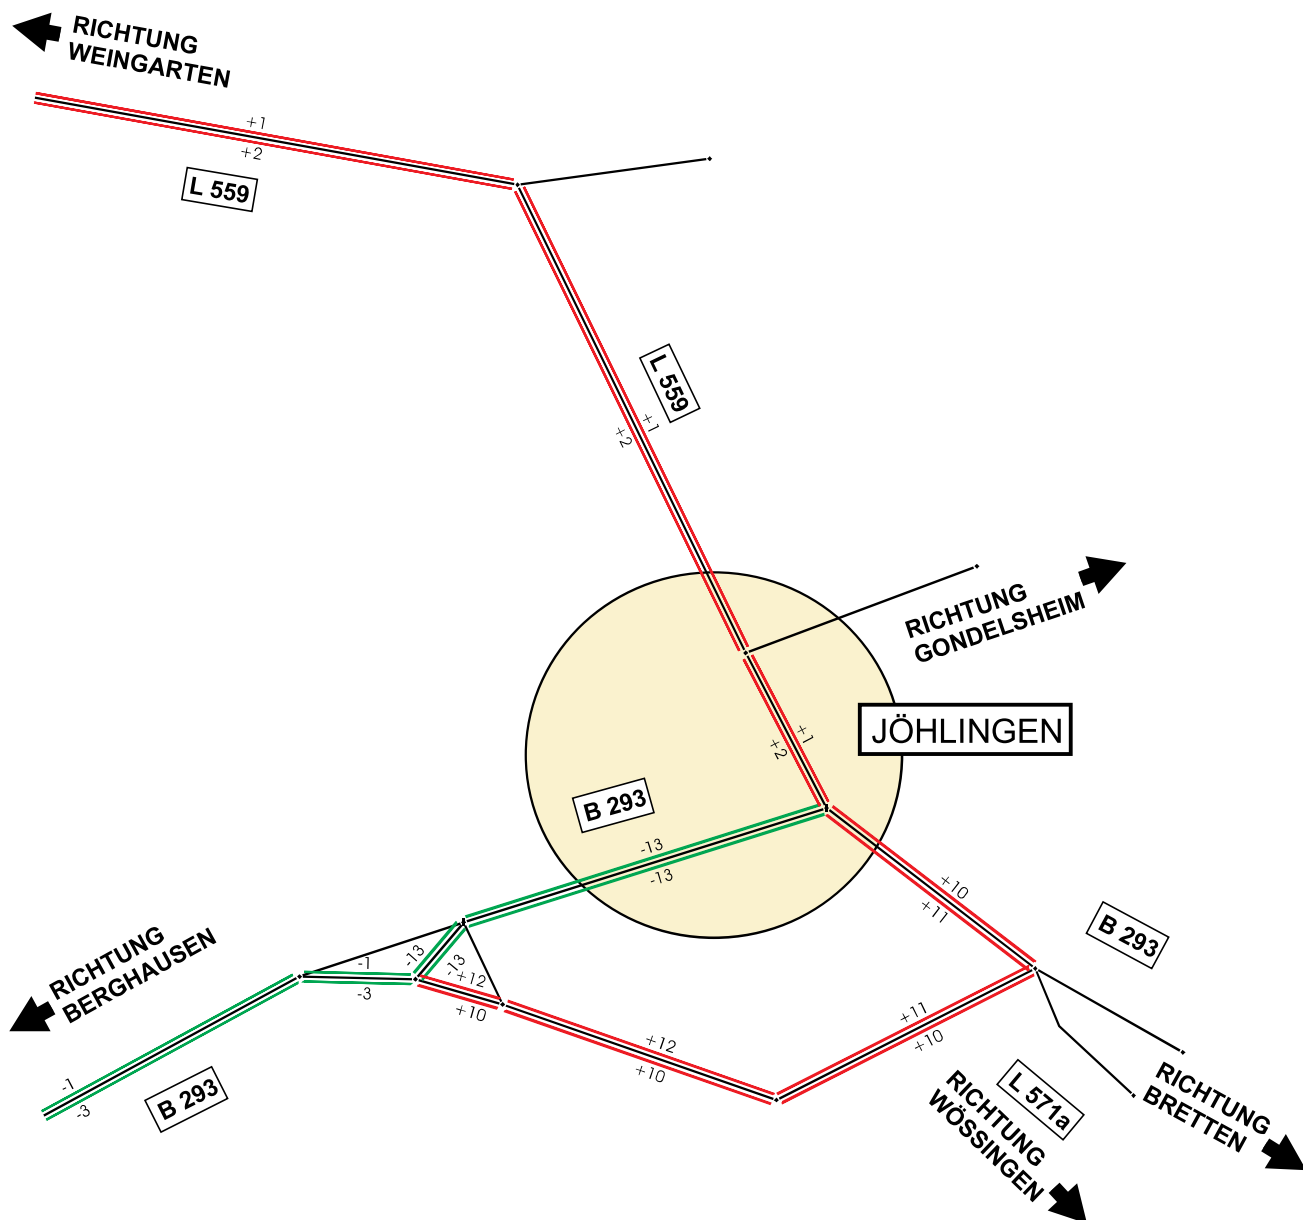 RICHTUNG
WEINGARTEN
+1
+2
L 559
L 559
+1
+2
RICHTUNG
GONDELSHEIM
JÖHLINGEN
+1
+2
B 293
-13
-13
+10
+11
B 293
RICHTUNG
BERGHAUSEN
-1
-3
-13
-13
+12
+10
+12
+10
+11
+10
-1
-3
B 293
L 571a
RICHTUNG
WÖSSINGEN
RICHTUNG
BRETTEN